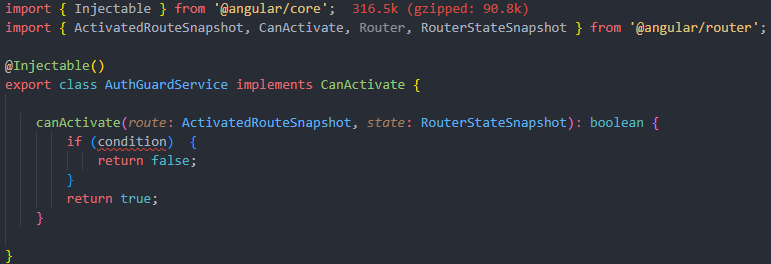 import { Injectable } from '@angular/core';  316.5k (gzipped: 90.8k)
import { ActivatedRouteSnapshot, CanActivate, Router, RouterStateSnapshot } from '@angular/router';
@Injectable()
export class AuthGuardService implements CanActivate {
canActivate(route: ActivatedRouteSnapshot, state: RouterStateSnapshot): boolean {
if (condition)  {
return false;
}
return true;
}
}